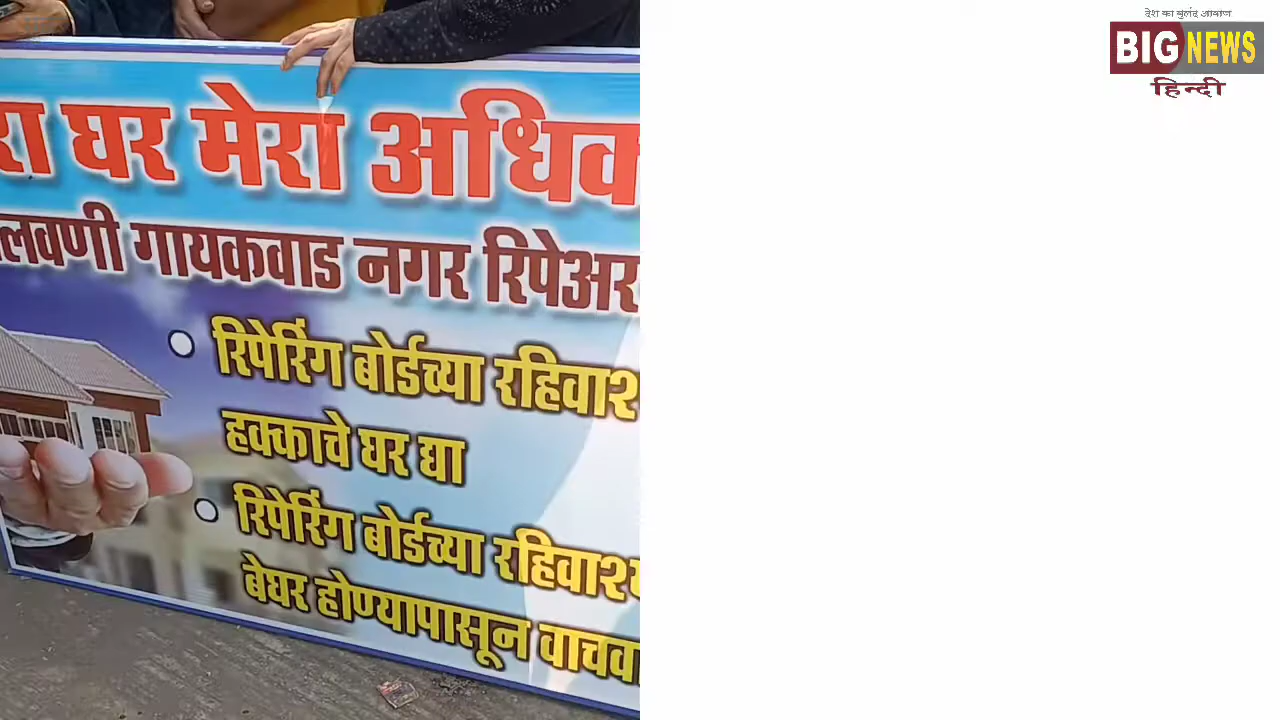 रा घर मेरा अधिक
लवणी गायकवाड नगर रिपेअर
रिपेरिंग बोर्डच्या रहिवाश
हक्काचे घर द्या
रिपेरिंग बोर्डच्या रहिवाश्य
बेघर होण्यापासून वाचवा
देश का बुलंद आवाज
BIG NEWS
हिन्दी